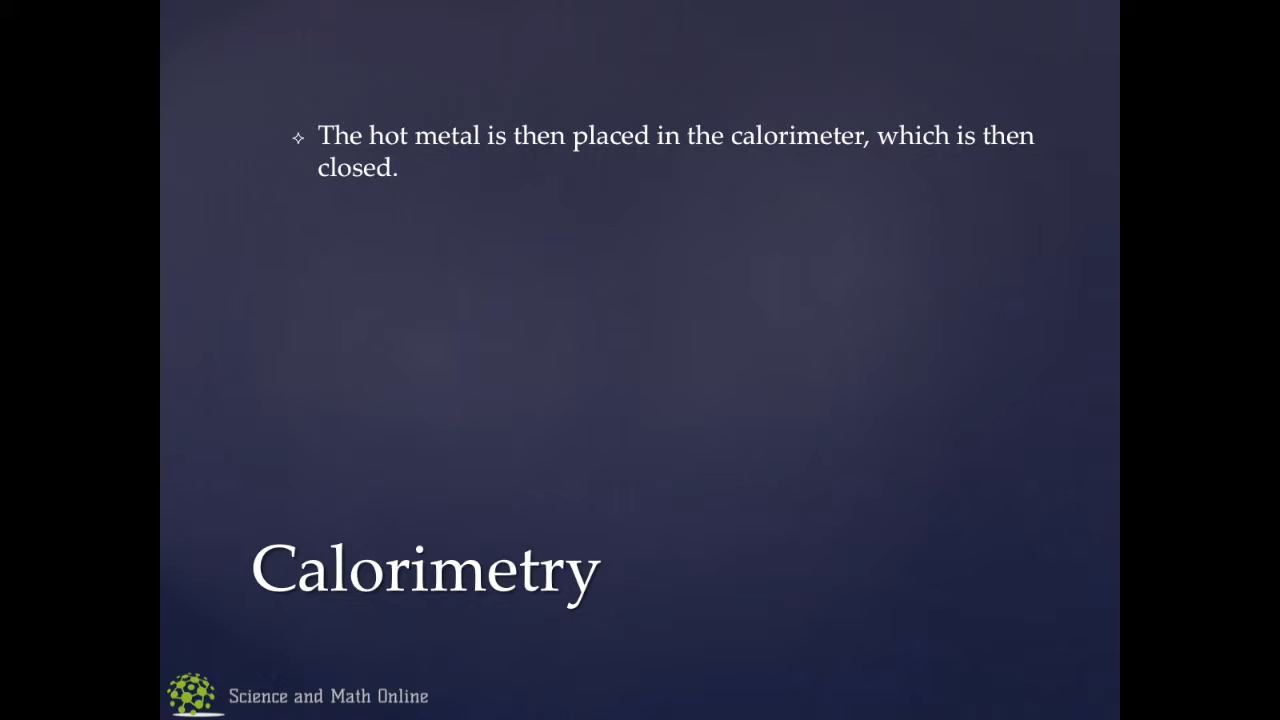 The hot metal is then placed in the calorimeter, which is then
closed.
Calorimetry
Science and Math Online